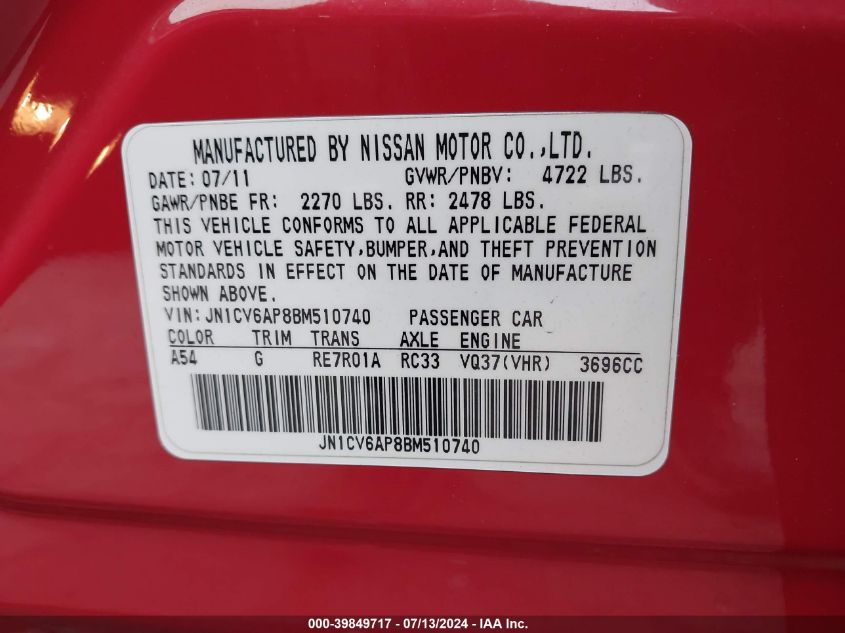 MANUFACTURED BY NISSAN MOTOR CO.,LTD.
DATE: 07/11 GVWR/PNBV: 4722 LBS.
GAWR/PNBE FR: 2270 LBS. RR: 2478 LBS.
THIS VEHICLE CONFORMS TO ALL APPLICABLE FEDERAL
MOTOR VEHICLE SAFETY,BUMPER,AND THEFT PREVENTION
STANDARDS IN EFFECT ON THE DATE OF MANUFACTURE
SHOWN ABOVE.
VIN:JN1CV6AP8BM510740 PASSENGER CAR
COLOR TRIM TRANS AXLE ENGINE
A54 G RE7R01A RC33 VQ37(VHR) 3696CC
JN1CV6AP8BM510740
000-39849717 - 07/13/2024 - IAA Inc.